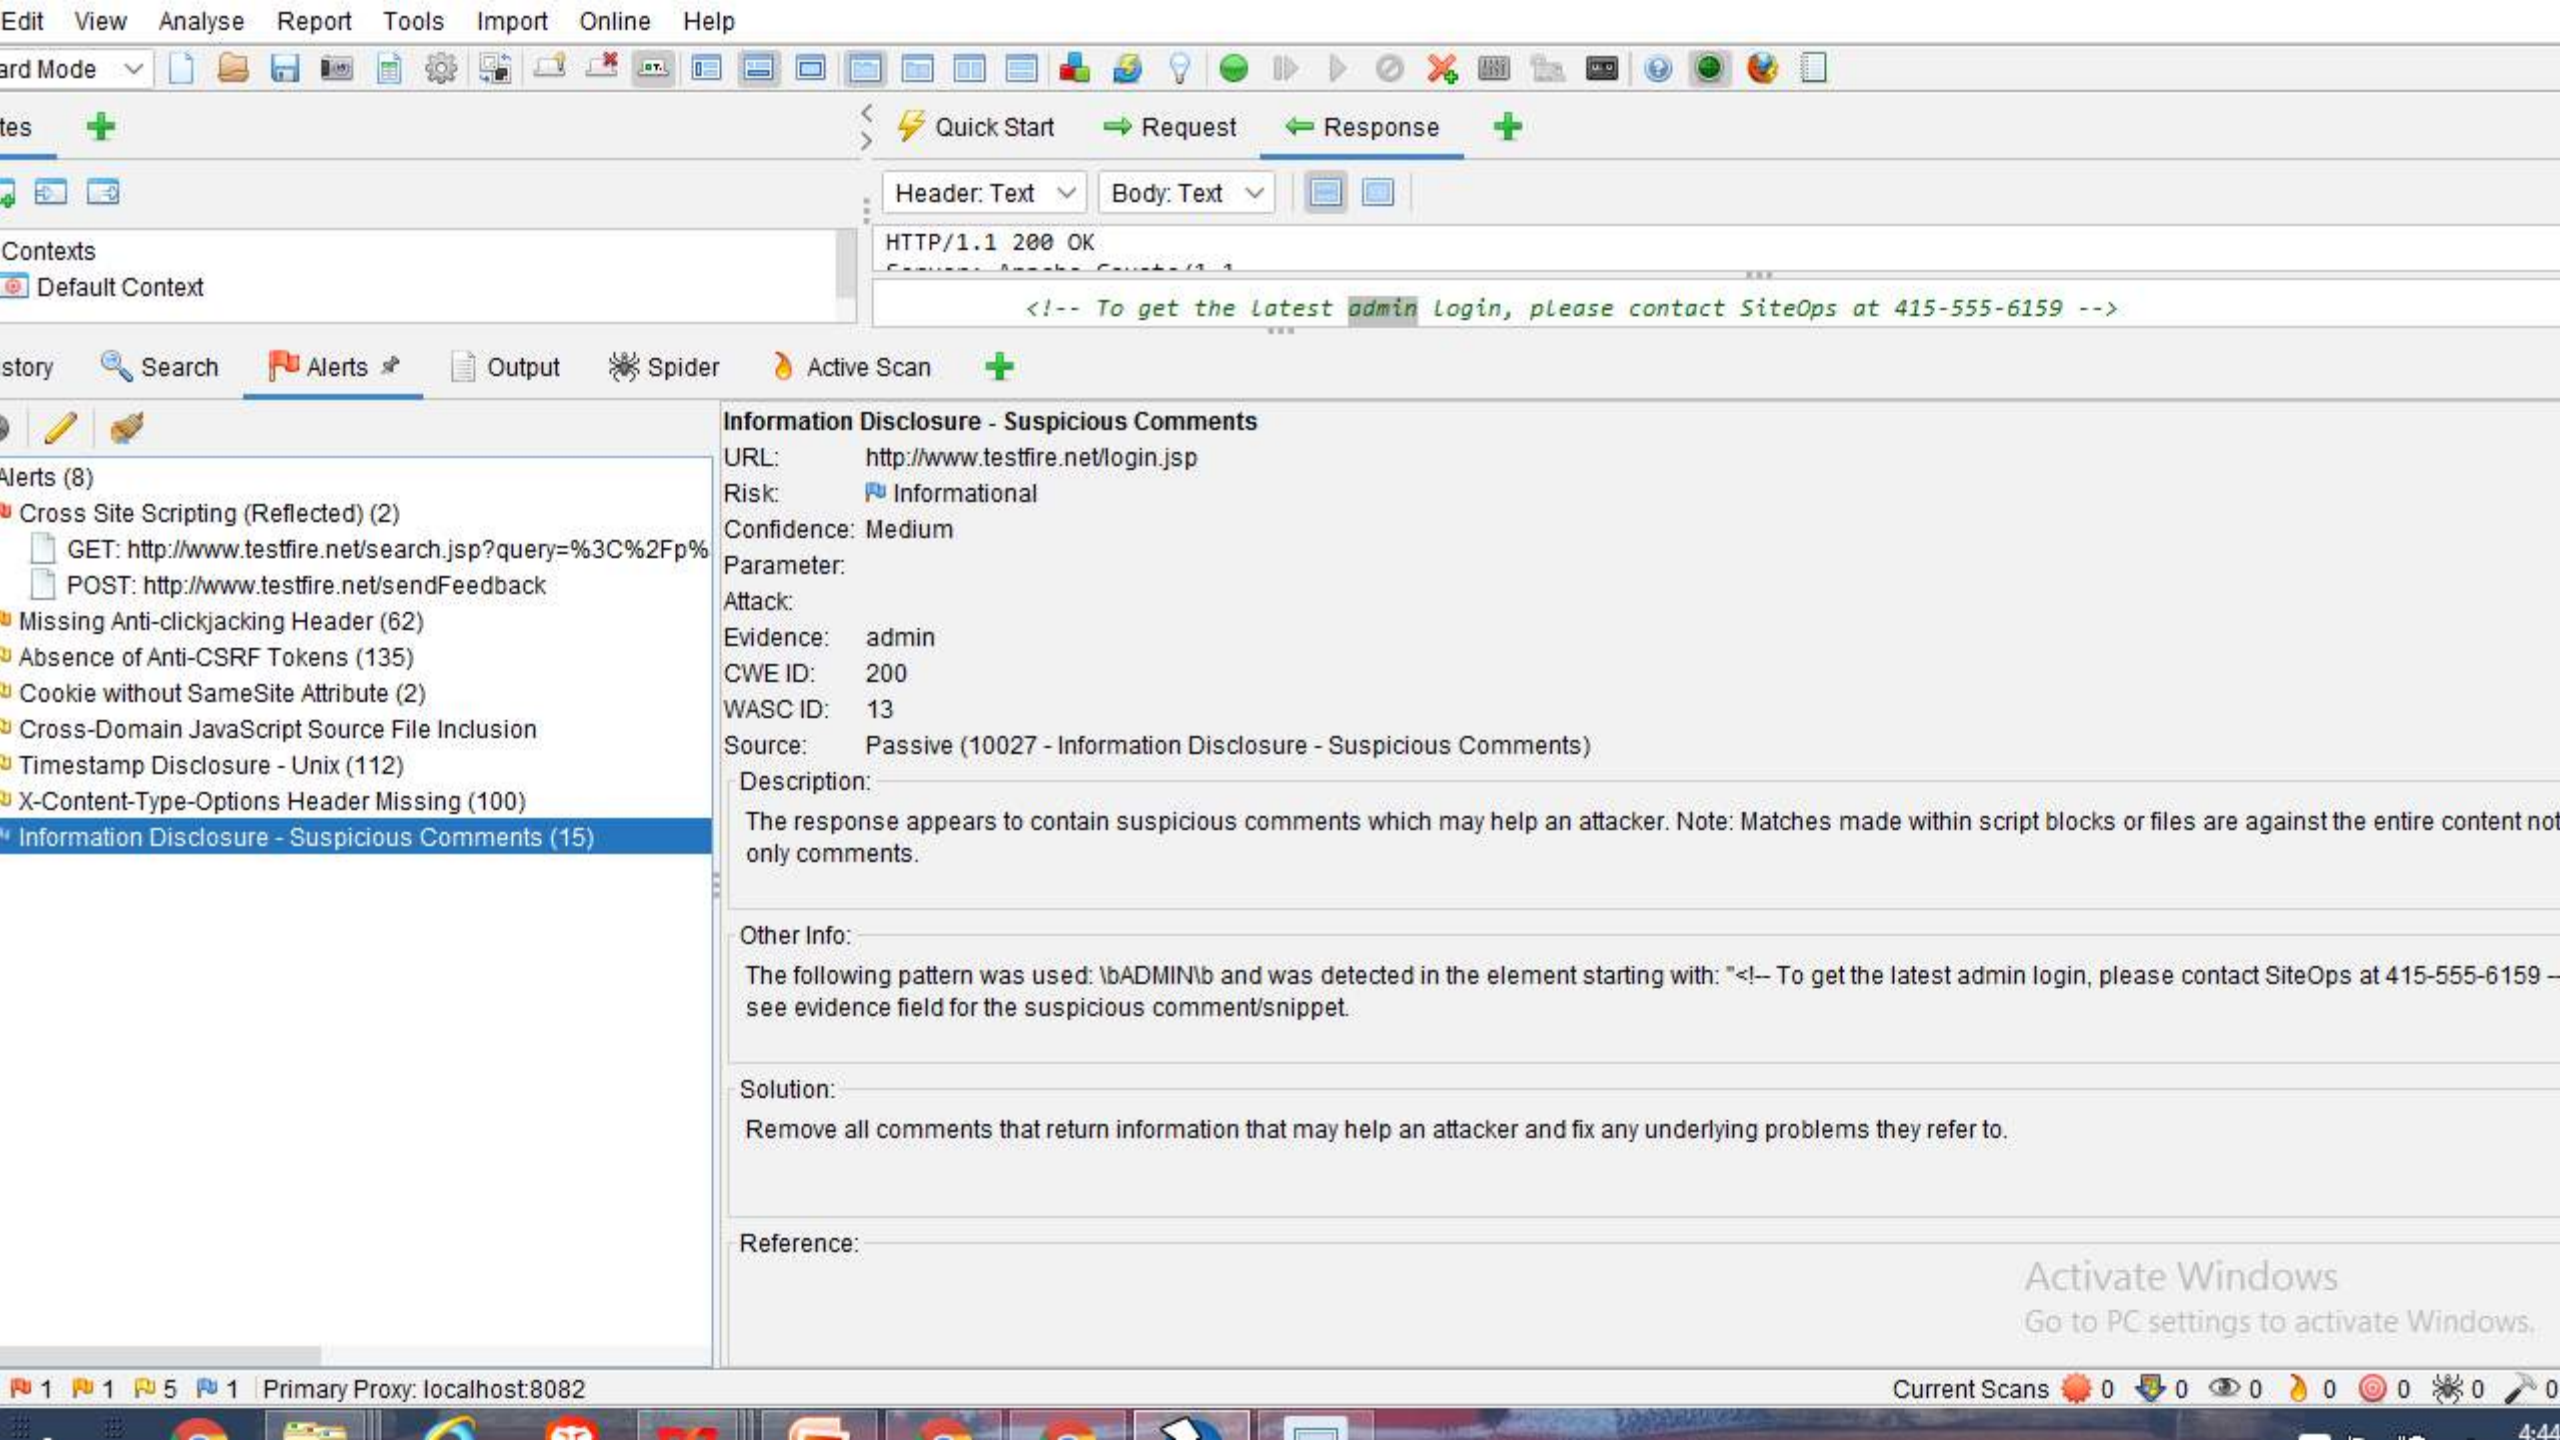 Edit View Analyse Report Tools Import Online Help
ard Mode
tes
Quick Start Request Response
Header: Text Body: Text
Contexts
Default Context
HTTP/1.1 200 OK
<!-- To get the latest admin login, please contact SiteOps at 415-555-6159 -->
story Search Alerts Output Spider Active Scan
Alerts (8)
Cross Site Scripting (Reflected) (2)
GET: http://www.testfire.net/search.jsp?query=%3C%2Fp%
POST: http://www.testfire.net/sendFeedback
Missing Anti-clickjacking Header (62)
Absence of Anti-CSRF Tokens (135)
Cookie without SameSite Attribute (2)
Cross-Domain JavaScript Source File Inclusion
Timestamp Disclosure - Unix (112)
X-Content-Type-Options Header Missing (100)
Information Disclosure - Suspicious Comments (15)
Information Disclosure - Suspicious Comments
URL: http://www.testfire.net/login.jsp
Risk: Informational
Confidence: Medium
Parameter:
Attack:
Evidence: admin
CWE ID: 200
WASC ID: 13
Source: Passive (10027 - Information Disclosure - Suspicious Comments)
Description:
The response appears to contain suspicious comments which may help an attacker. Note: Matches made within script blocks or files are against the entire content not
only comments.
Other Info:
The following pattern was used: \bADMIN\b and was detected in the element starting with: "<!-- To get the latest admin login, please contact SiteOps at 415-555-6159 --
see evidence field for the suspicious comment/snippet.
Solution:
Remove all comments that return information that may help an attacker and fix any underlying problems they refer to.
Reference:
Activate Windows
Go to PC settings to activate Windows.
1 1 5 1 Primary Proxy: localhost:8082
Current Scans 0 0 0 0 0 0 0
4:44